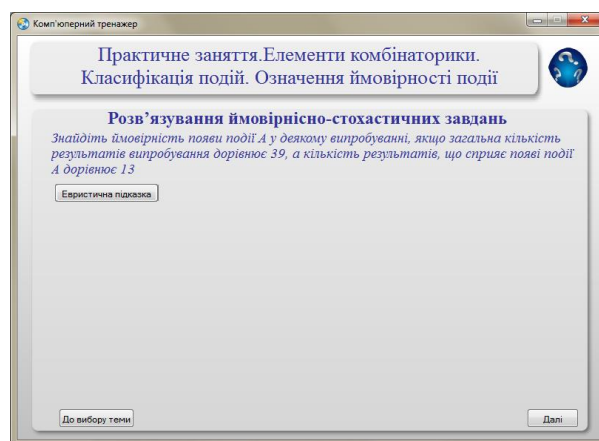 Комп'ютерний тренажер
Практичне заняття.Елементи комбінаторики.
Класифікація подій. Означення ймовірності події
Розв’язування ймовірнісно-стохастичних завдань
Знайдіть ймовірність появи події А у деякому випробуванні, якщо загальна кількість
результатів випробування дорівнює 39, а кількість результатів, що сприяє появі події
А дорівнює 13
Евристична підказка
До вибору теми
Далі